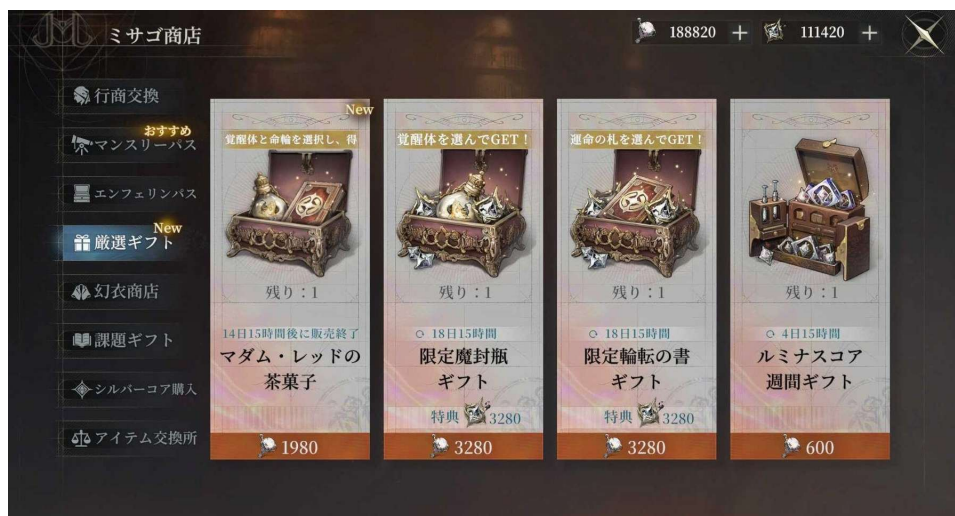 ミサゴ商店
188820 +
111420 +
行商交換
おすすめ
マンスリーパス
エンフェリンパス
New
厳選ギフト
幻衣商店
課題ギフト
シルバーコア購入
アイテム交換所
New
覚醒体と命輪を選択し、得
残り:1
14日15時間後に販売終了
マダム・レッドの
茶菓子
1980
覚醒体を選んでGET!
残り:1
18日15時間
限定魔封瓶
ギフト
特典 3280
3280
運命の札を選んでGET!
残り:1
18日15時間
限定輪転の書
ギフト
特典 3280
3280
残り:1
4日15時間
ルミナスコア
週間ギフト
600